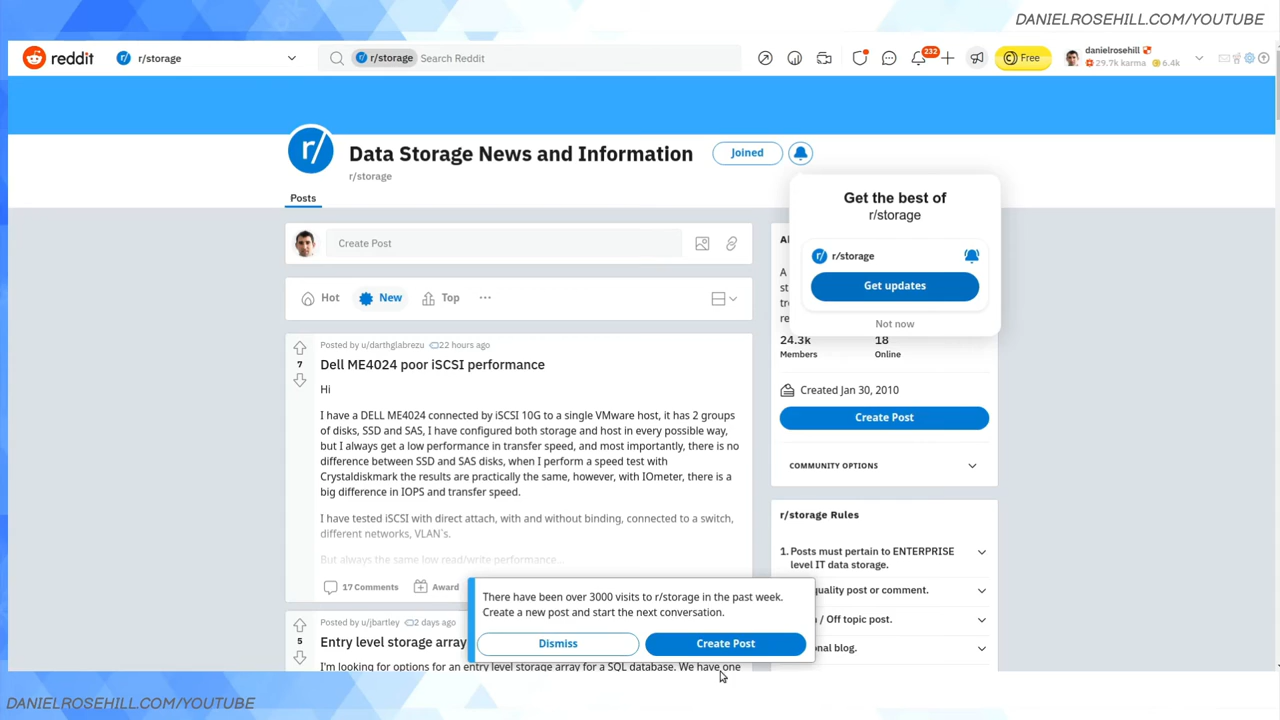 DANIELROSEHILL.COM/YOUTUBE
reddit
r/storage
r/storage
Search Reddit
232
Free
danielrosehill
29.7k karma
6.4k
r/
Data Storage News and Information
Joined
r/storage
Posts
Get the best of
r/storage
r/storage
Get updates
Not now
Create Post
Hot
New
Top
24.3k
18
Members
Online
Created Jan 30, 2010
Create Post
COMMUNITY OPTIONS
r/storage Rules
1. Posts must pertain to ENTERPRISE
level IT data storage.
quality post or comment.
Off topic post.
blog.
7
Posted by u/darthglabrezu
22 hours ago
Dell ME4024 poor iSCSI performance
Hi
I have a DELL ME4024 connected by iSCSI 10G to a single VMware host, it has 2 groups
of disks, SSD and SAS, I have configured both storage and host in every possible way,
but I always get a low performance in transfer speed, and most importantly, there is no
difference between SSD and SAS disks, when I perform a speed test with
Crystaldiskmark the results are practically the same, however, with IOmeter, there is a
big difference in IOPS and transfer speed.
I have tested iSCSI with direct attach, with and without binding, connected to a switch,
different networks, VLAN`s.
But always the same low read/write performance...
17 Comments
Award
There have been over 3000 visits to r/storage in the past week.
Create a new post and start the next conversation.
Dismiss
Create Post
5
Posted by u/jbartley
2 days ago
Entry level storage array
I'm looking for options for an entry level storage array for a SQL database. We have one
DANIELROSEHILL.COM/YOUTUBE